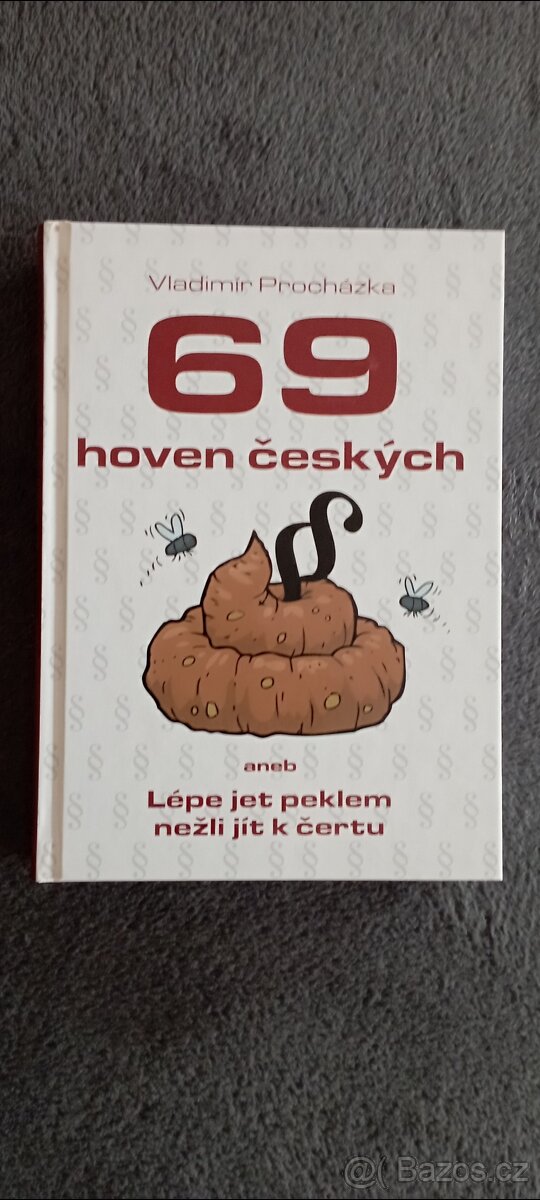 Vladimír Procházka
69
hoven českých
§
aneb
Lépe jet peklem
nežli jít k čertu
Bazos.cz